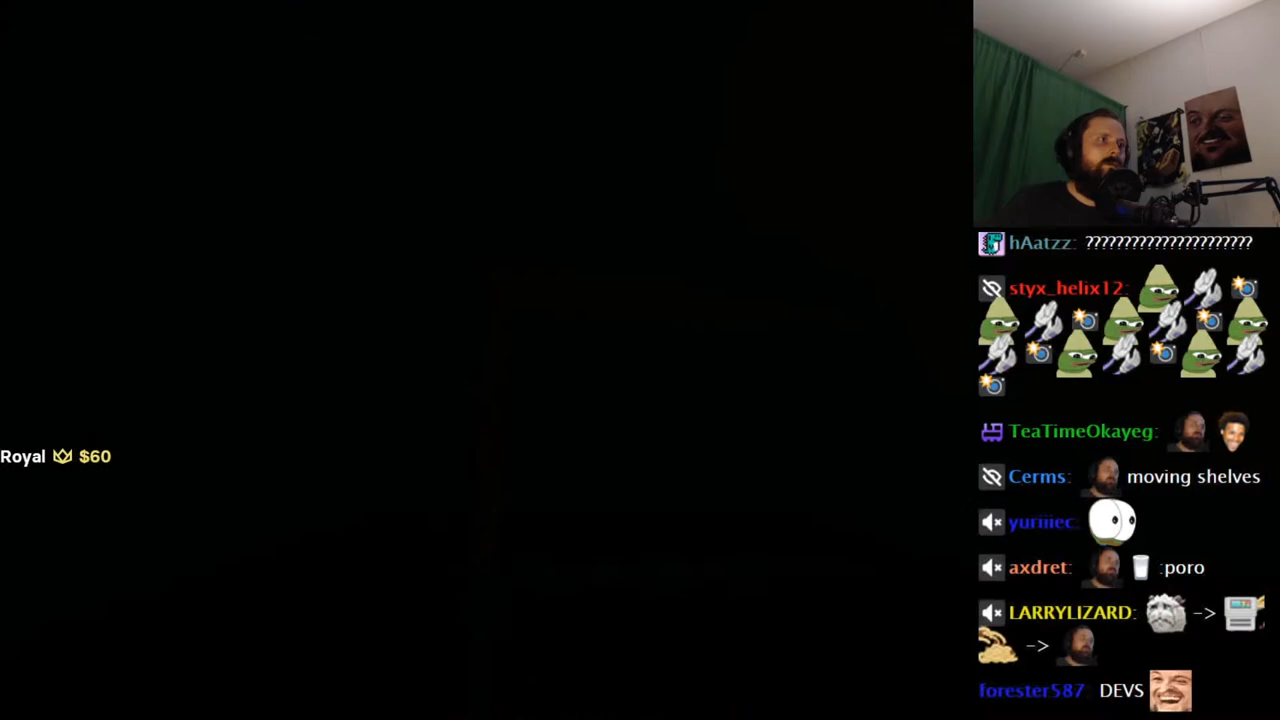 hAatzz: ??????????????????????
styx_helix12:
TeaTimeOkayeg:
Royal $60
Cerms: moving shelves
yuriiiec:
axdret: :poro
LARRYLIZARD: ->
->
forester587 DEVS